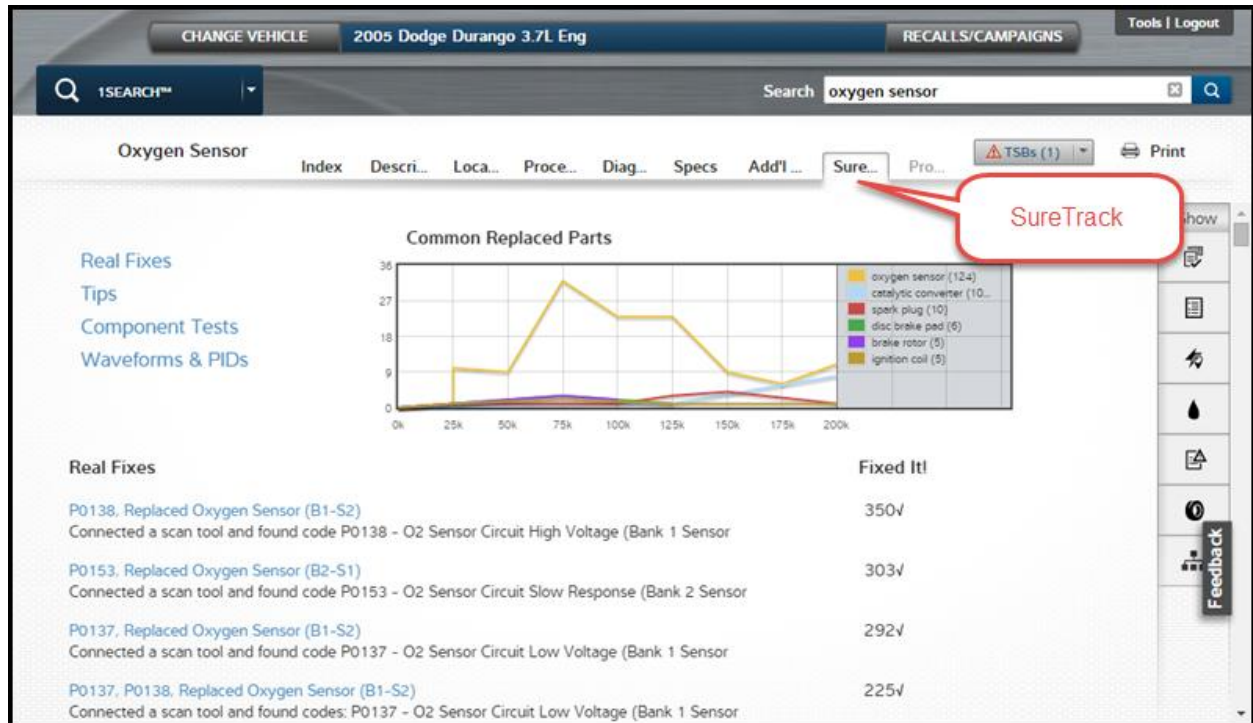 Tools | Logout
CHANGE VEHICLE 2005 Dodge Durango 3.7L Eng RECALLS/CAMPAIGNS
1SEARCH™ Search oxygen sensor
Oxygen Sensor Index Descri... Loca... Proce... Diag... Specs Add'l ... Sure... Pro... TSBs (1) Print
SureTrack
Show
Real Fixes
Tips
Component Tests
Waveforms & PIDs
Common Replaced Parts
36
27
18
9
0
0k 25k 50k 75k 100k 125k 150k 175k 200k
oxygen sensor (124)
catalytic converter (10...
spark plug (10)
disc brake pad (6)
brake rotor (5)
ignition coil (5)
Real Fixes Fixed It!
P0138, Replaced Oxygen Sensor (B1-S2) 350√
Connected a scan tool and found code P0138 - O2 Sensor Circuit High Voltage (Bank 1 Sensor
P0153, Replaced Oxygen Sensor (B2-S1) 303√
Connected a scan tool and found code P0153 - O2 Sensor Circuit Slow Response (Bank 2 Sensor
P0137, Replaced Oxygen Sensor (B1-S2) 292√
Connected a scan tool and found code P0137 - O2 Sensor Circuit Low Voltage (Bank 1 Sensor
P0137, P0138, Replaced Oxygen Sensor (B1-S2) 225√
Connected a scan tool and found codes: P0137 - O2 Sensor Circuit Low Voltage (Bank 1 Sensor
Feedback